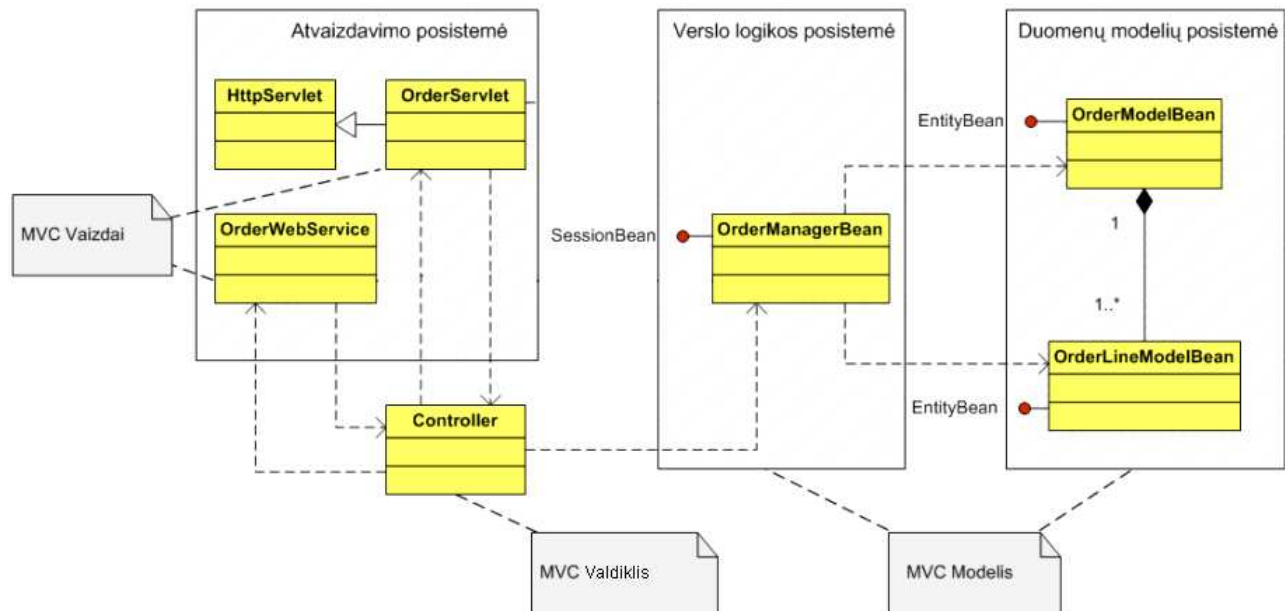 Atvaizdavimo posistemė
Verslo logikos posistemė
Duomenų modelių posistemė
HttpServlet
OrderServlet
EntityBean
OrderModelBean
MVC Vaizdai
OrderWebService
SessionBean
OrderManagerBean
1
1..*
OrderLineModelBean
EntityBean
Controller
MVC Valdiklis
MVC Modelis